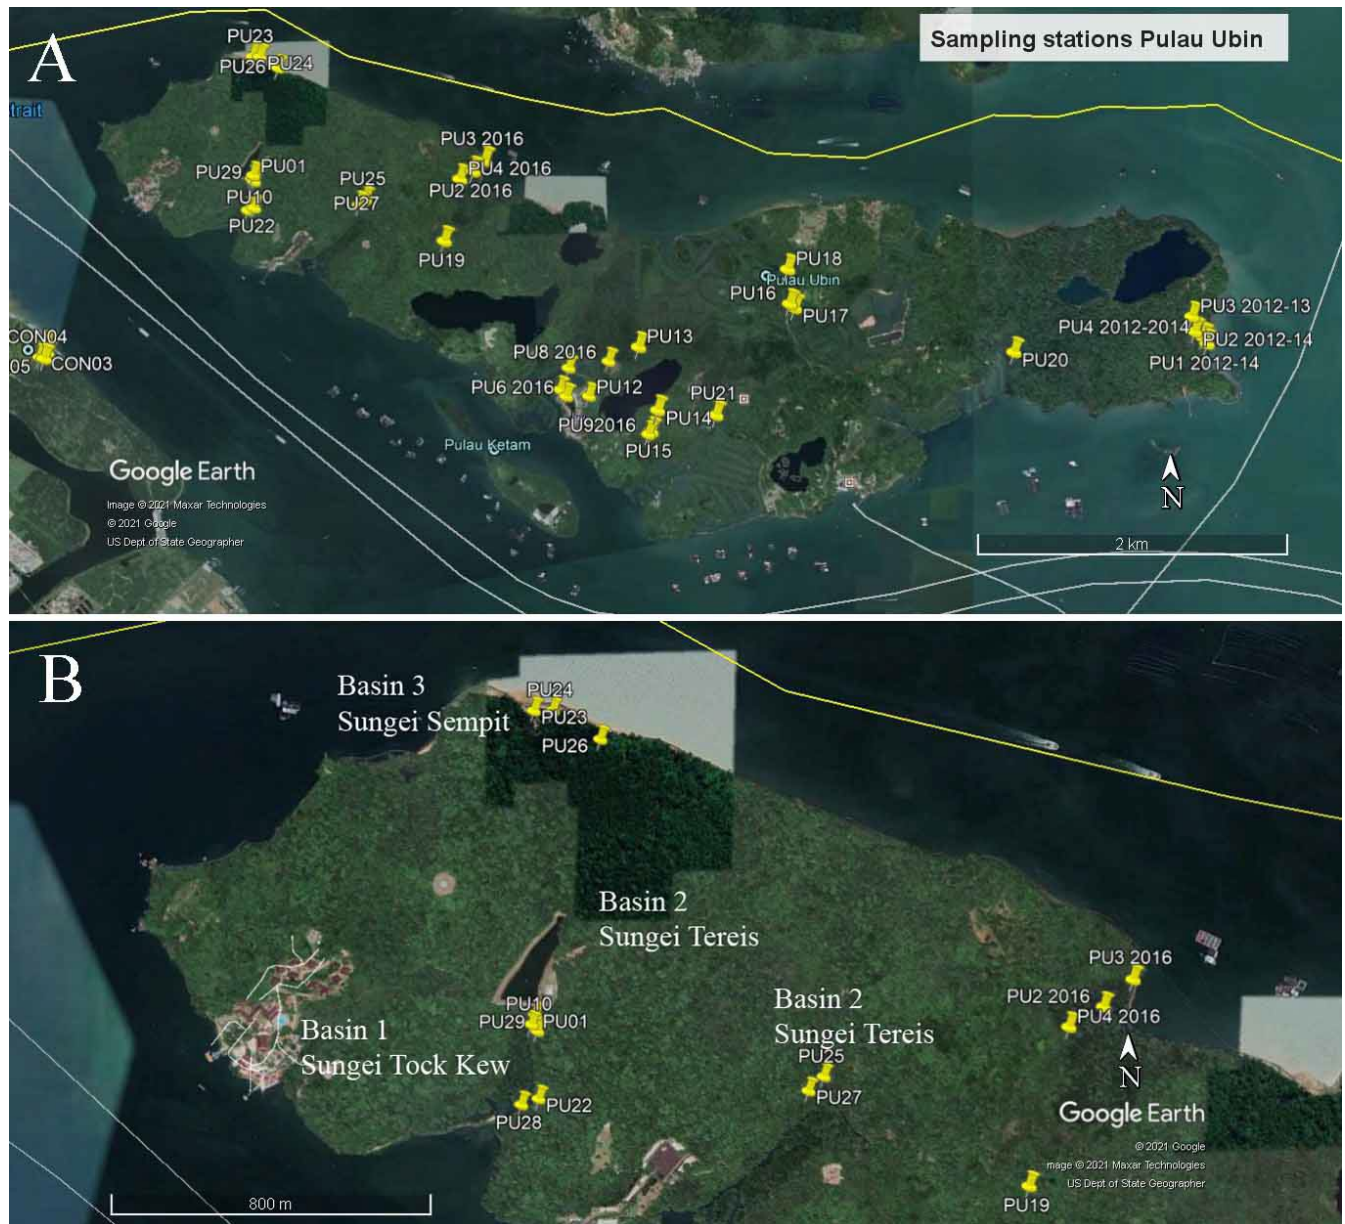 A
Sampling stations Pulau Ubin
trait
PU23
PU26
PU24
PU3 2016
PU4 2016
PU2 2016
PU29
PU01
PU25
PU27
PU10
PU22
PU19
PU18
Pulau Ubin
PU16
PU17
PU3 2012-13
PU4 2012-2014
PU2 2012-14
PU1 2012-14
PU20
CON04
05
CON03
PU13
PU8 2016
PU6 2016
PU12
PU21
PU92016
PU14
PU15
Pulau Ketam
Google Earth
Image © 2021 Maxar Technologies
© 2021 Google
US Dept of State Geographer
N
2 km
B
Basin 3
Sungei Sempit
PU24
PU23
PU26
Basin 2
Sungei Tereis
PU10
PU29
PU01
Basin 1
Sungei Tock Kew
Basin 2
Sungei Tereis
PU3 2016
PU2 2016
PU4 2016
PU25
PU27
PU22
PU28
N
Google Earth
© 2021 Google
mage © 2021 Maxar Technologies
US Dept of State Geographer
PU19
800 m